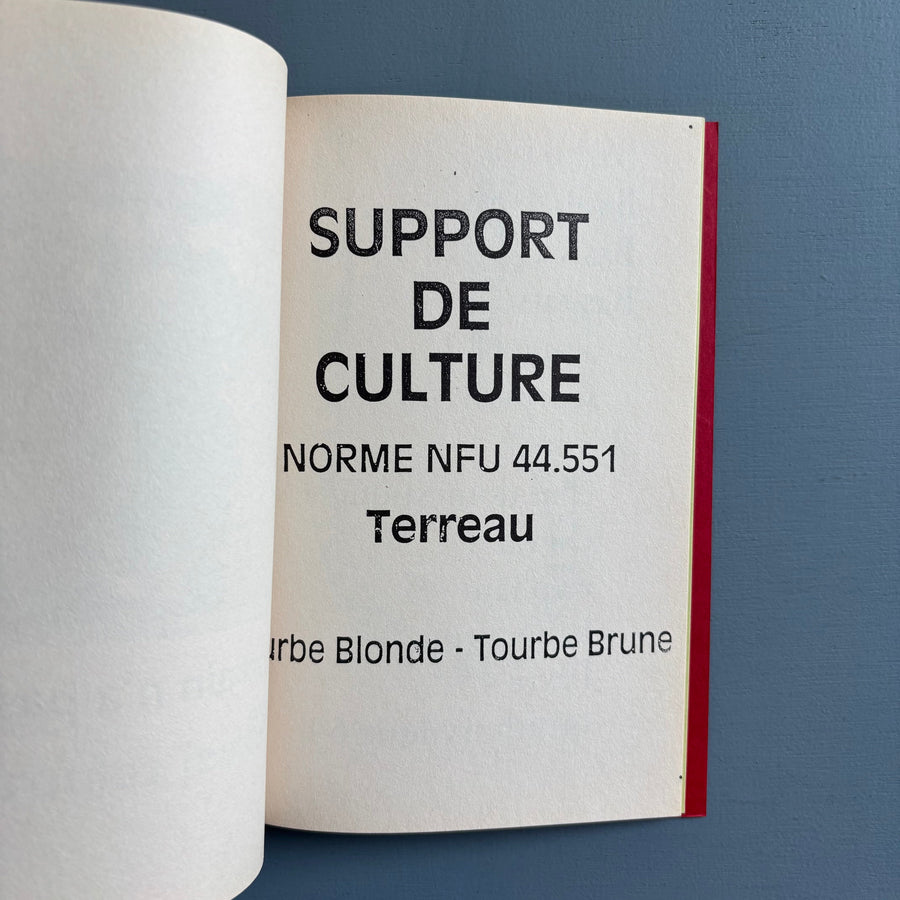 SUPPORT
DE
CULTURE
NORME NFU 44.551
Terreau
urbe Blonde - Tourbe Brune